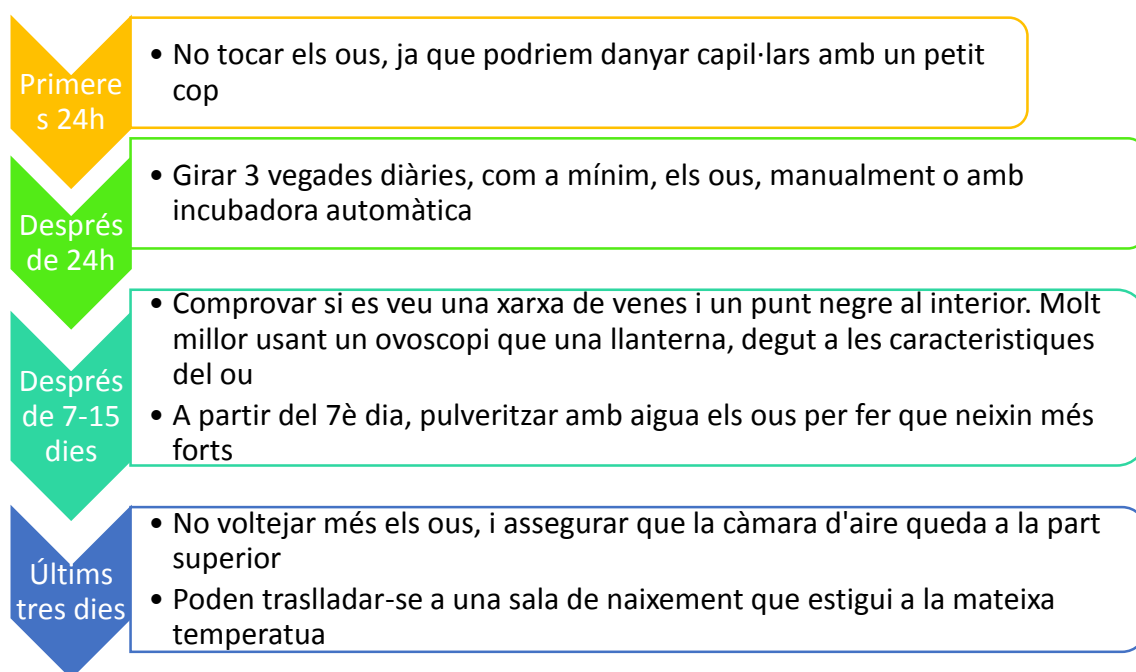 Primere
s 24h
• No tocar els ous, ja que podriem danyar capil·lars amb un petit
cop
Després
de 24h
• Girar 3 vegades diàries, com a mínim, els ous, manualment o amb
incubadora automàtica
Després
de 7-15
dies
• Comprovar si es veu una xarxa de venes i un punt negre al interior. Molt
millor usant un ovoscopi que una llanterna, degut a les caracteristiques
del ou
• A partir del 7è dia, pulveritzar amb aigua els ous per fer que neixin més
forts
Últims
tres dies
• No voltejar més els ous, i assegurar que la càmara d'aire queda a la part
superior
• Poden traslladar-se a una sala de naixement que estigui a la mateixa
temperatua